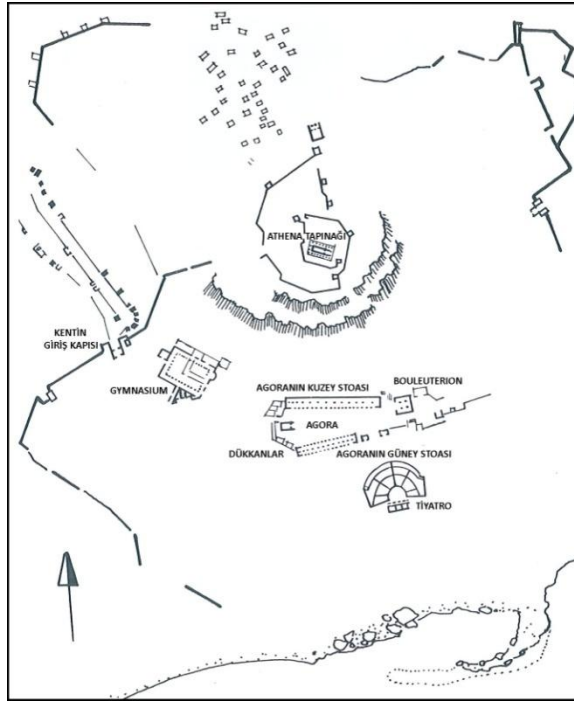 ATHENA TAPINAĞI
KENTİN
GİRİŞ KAPISI
GYMNASIUM
AGORANIN KUZEY STOASI
BOULEUTERION
AGORA
DÜKKANLAR
AGORANIN GÜNEY STOASI
TİYATRO